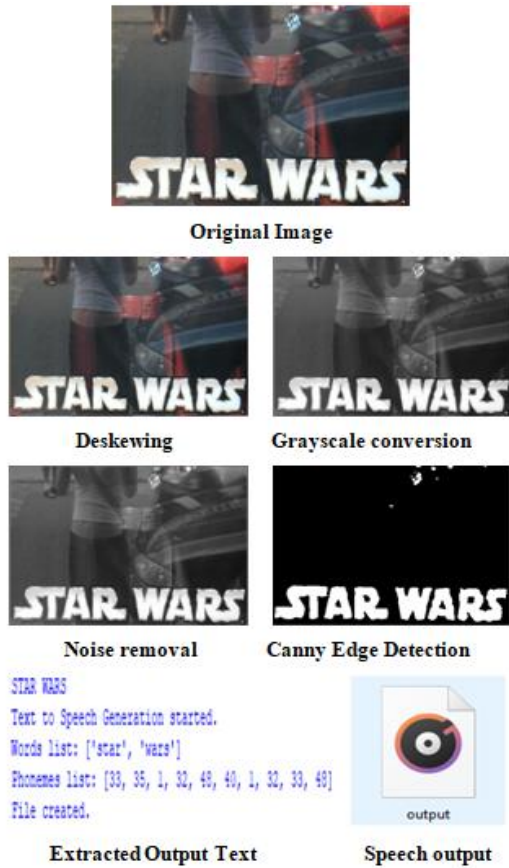 STAR WARS
Original Image
STAR WARS
STAR WARS
Deskewing
Grayscale conversion
STAR WARS
STAR WARS
Noise removal
Canny Edge Detection
STAR WARS
Text to Speech Generation started.
Words list: ['star', 'wars']
Phonemes list: [33, 35, 1, 32, 48, 40, 1, 32, 33, 48]
File created.
output
Extracted Output Text
Speech output